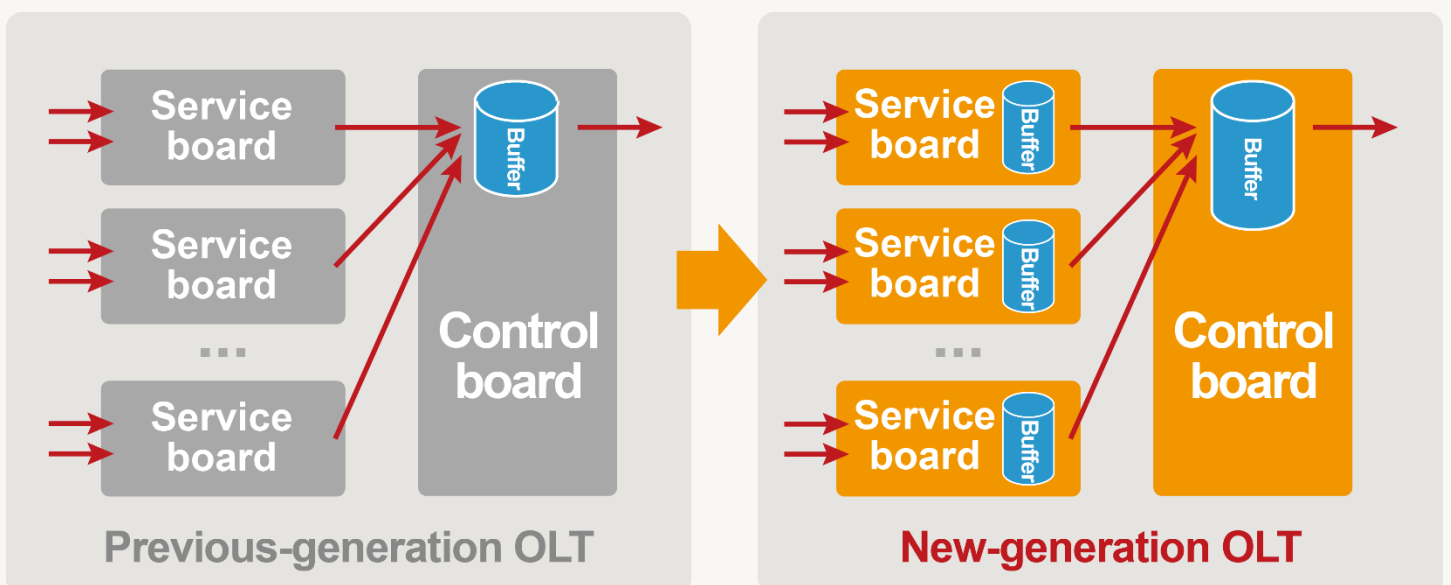 Service
board
Service
board
...
Service
board
Buffer
Control
board
Previous-generation OLT
Service
board
Buffer
Service
board
Buffer
...
Service
board
Buffer
Buffer
Control
board
New-generation OLT